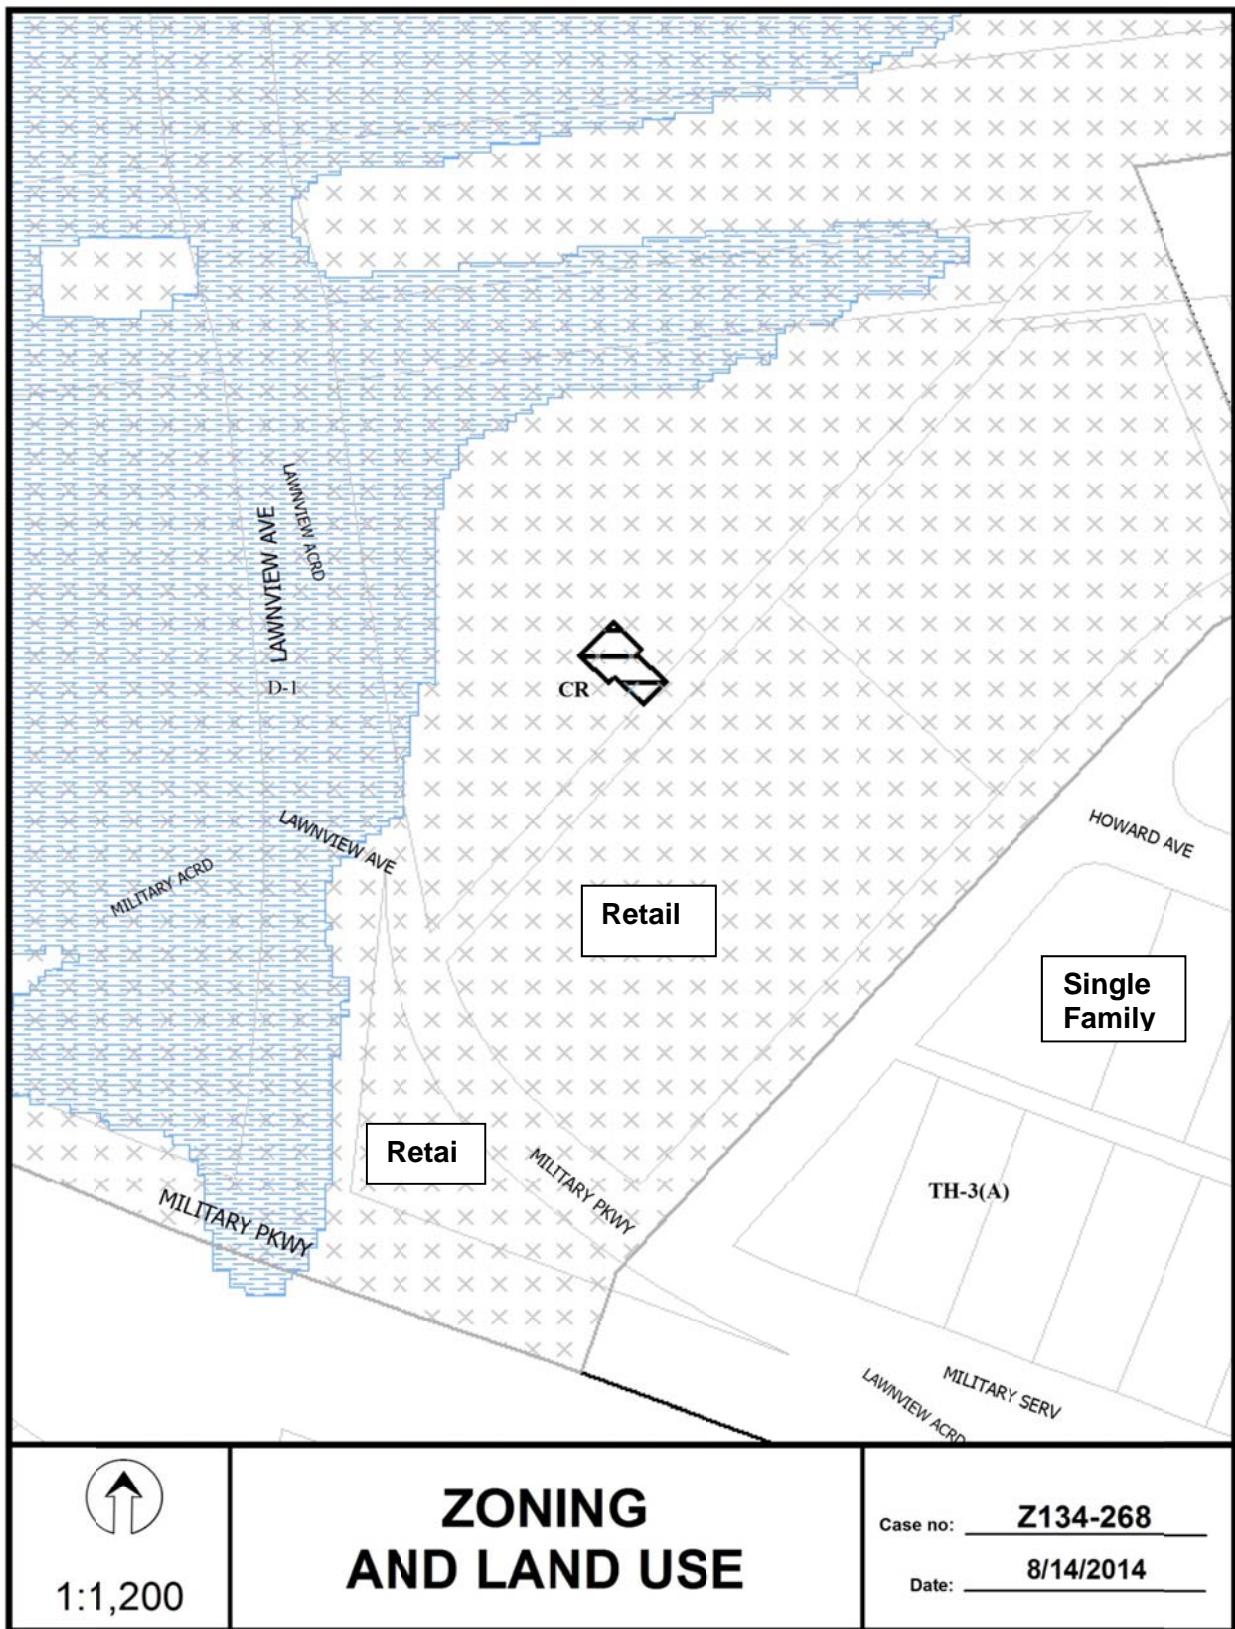 LAWNVIEW ACRD
LAWNVIEW AVE
D-1
CR
LAWNVIEW AVE
HOWARD AVE
MILITARY ACRD
Retail
Single
Family
Retai
MILITARY PKWY
TH-3(A)
MILITARY PKWY
LAWNVIEW ACRD
MILITARY SERV
1:1,200
ZONING
AND LAND USE
Case no: Z134-268
Date: 8/14/2014